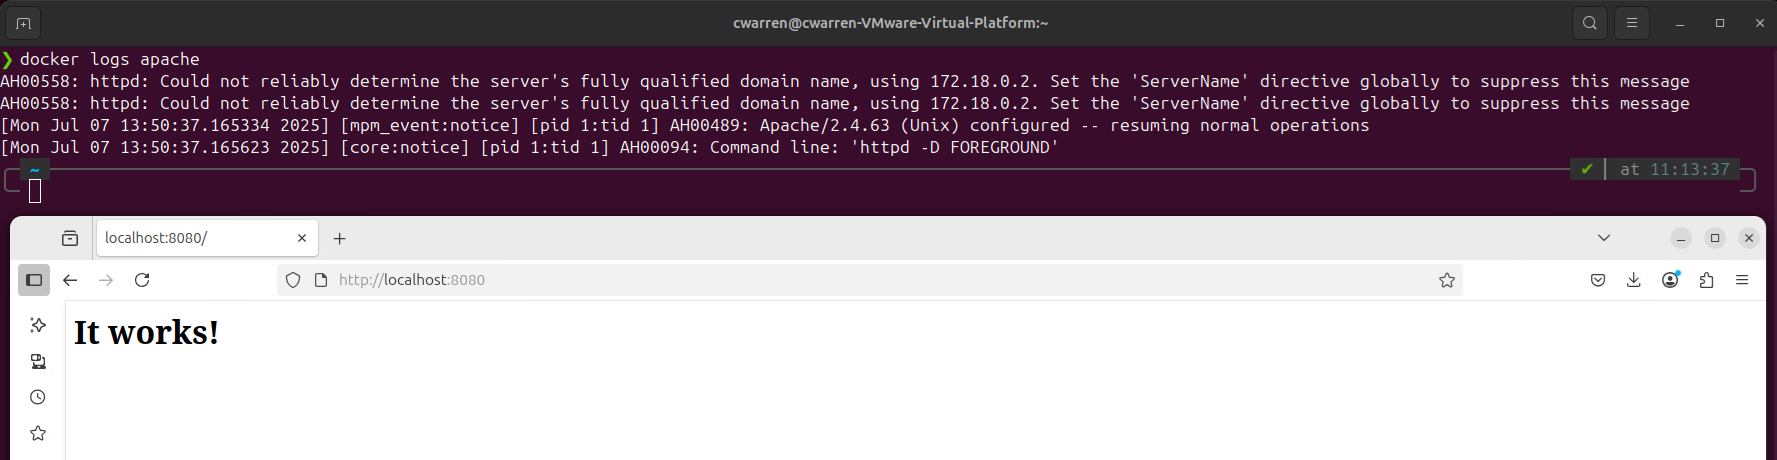 cwarren@cwarren-VMware-Virtual-Platform:~
❯ docker logs apache
AH00558: httpd: Could not reliably determine the server's fully qualified domain name, using 172.18.0.2. Set the 'ServerName' directive globally to suppress this message
AH00558: httpd: Could not reliably determine the server's fully qualified domain name, using 172.18.0.2. Set the 'ServerName' directive globally to suppress this message
[Mon Jul 07 13:50:37.165334 2025] [mpm_event:notice] [pid 1:tid 1] AH00489: Apache/2.4.63 (Unix) configured -- resuming normal operations
[Mon Jul 07 13:50:37.165623 2025] [core:notice] [pid 1:tid 1] AH00094: Command line: 'httpd -D FOREGROUND'
~ ✔ at 11:13:37
localhost:8080/
http://localhost:8080
It works!